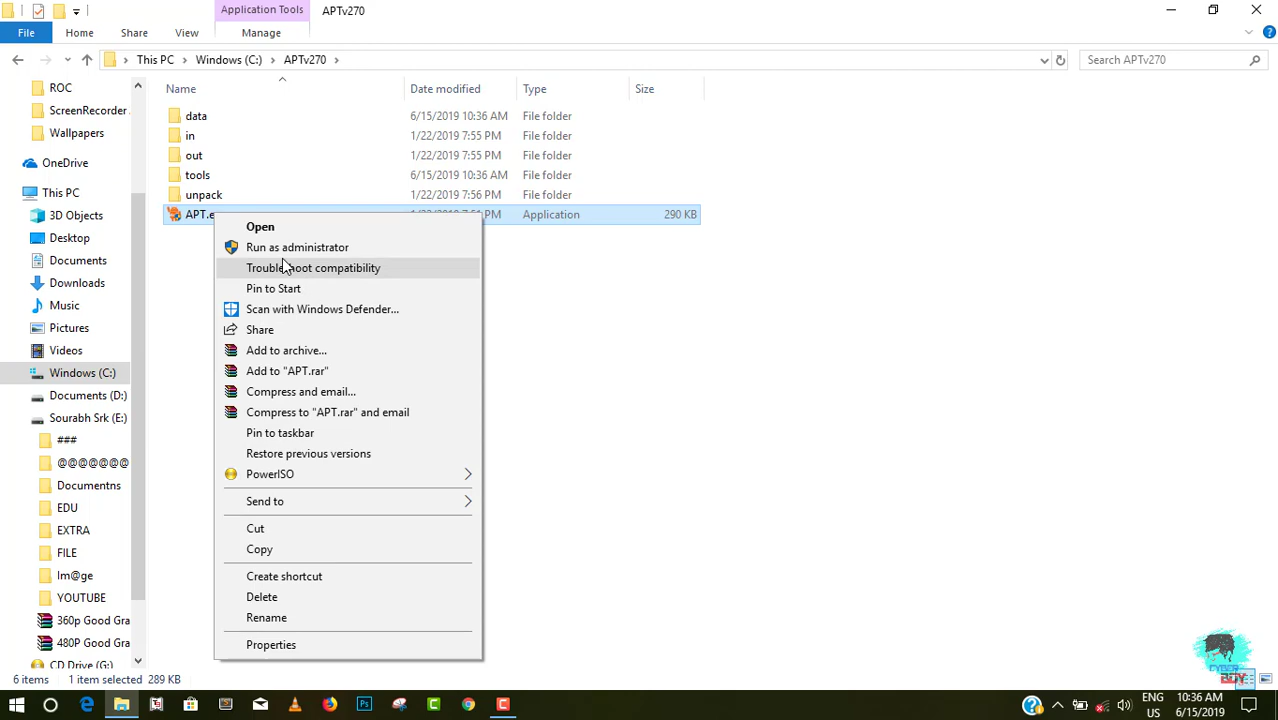 Application Tools
APTv270
File
Home
Share
View
Manage
This PC
Windows (C:)
APTv270
Search APTv270
Name
Date modified
Type
Size
ROC
ScreenRecorder
Wallpapers
OneDrive
This PC
3D Objects
Desktop
Documents
Downloads
Music
Pictures
Videos
Windows (C:)
Documents (D:)
Sourabh Srk (E:)
###
@@@@@@@
Documentns
EDU
EXTRA
FILE
Im@ge
YOUTUBE
360p Good Gra
480P Good Gra
CD Drive (G:)
data 6/15/2019 10:36 AM File folder
in 1/22/2019 7:55 PM File folder
out 1/22/2019 7:55 PM File folder
tools 6/15/2019 10:36 AM File folder
unpack 1/22/2019 7:56 PM File folder
APT.e PM Application 290 KB
Open
Run as administrator
Troubleshoot compatibility
Pin to Start
Scan with Windows Defender...
Share
Add to archive...
Add to "APT.rar"
Compress and email...
Compress to "APT.rar" and email
Pin to taskbar
Restore previous versions
PowerISO
Send to
Cut
Copy
Create shortcut
Delete
Rename
Properties
CYBER
BOY
6 items 1 item selected 289 KB
ENG
US
10:36 AM
6/15/2019